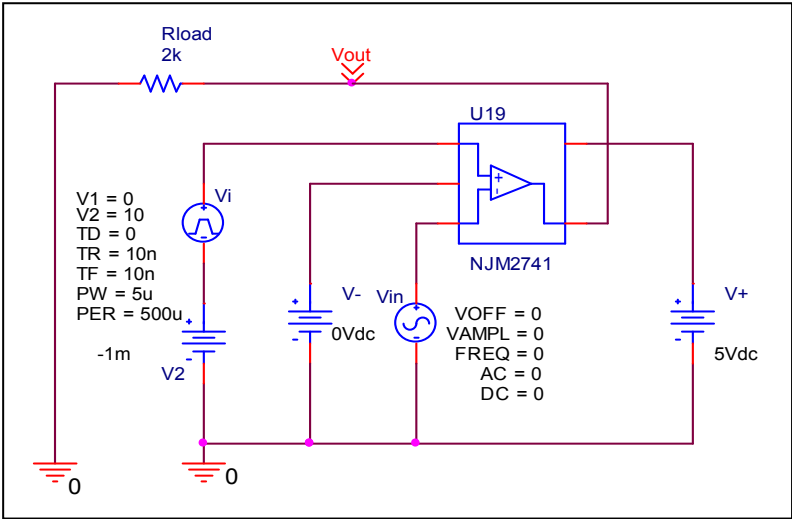 Rload
2k
Vout
U19
+
-
NJM2741
V1 = 0
V2 = 10
TD = 0
TR = 10n
TF = 10n
PW = 5u
PER = 500u
+
-
Vi
+
-
-1m
V2
V-
+
-
0Vdc
Vin
+
-
VOFF = 0
VAMPL = 0
FREQ = 0
AC = 0
DC = 0
V+
+
-
5Vdc
0
0